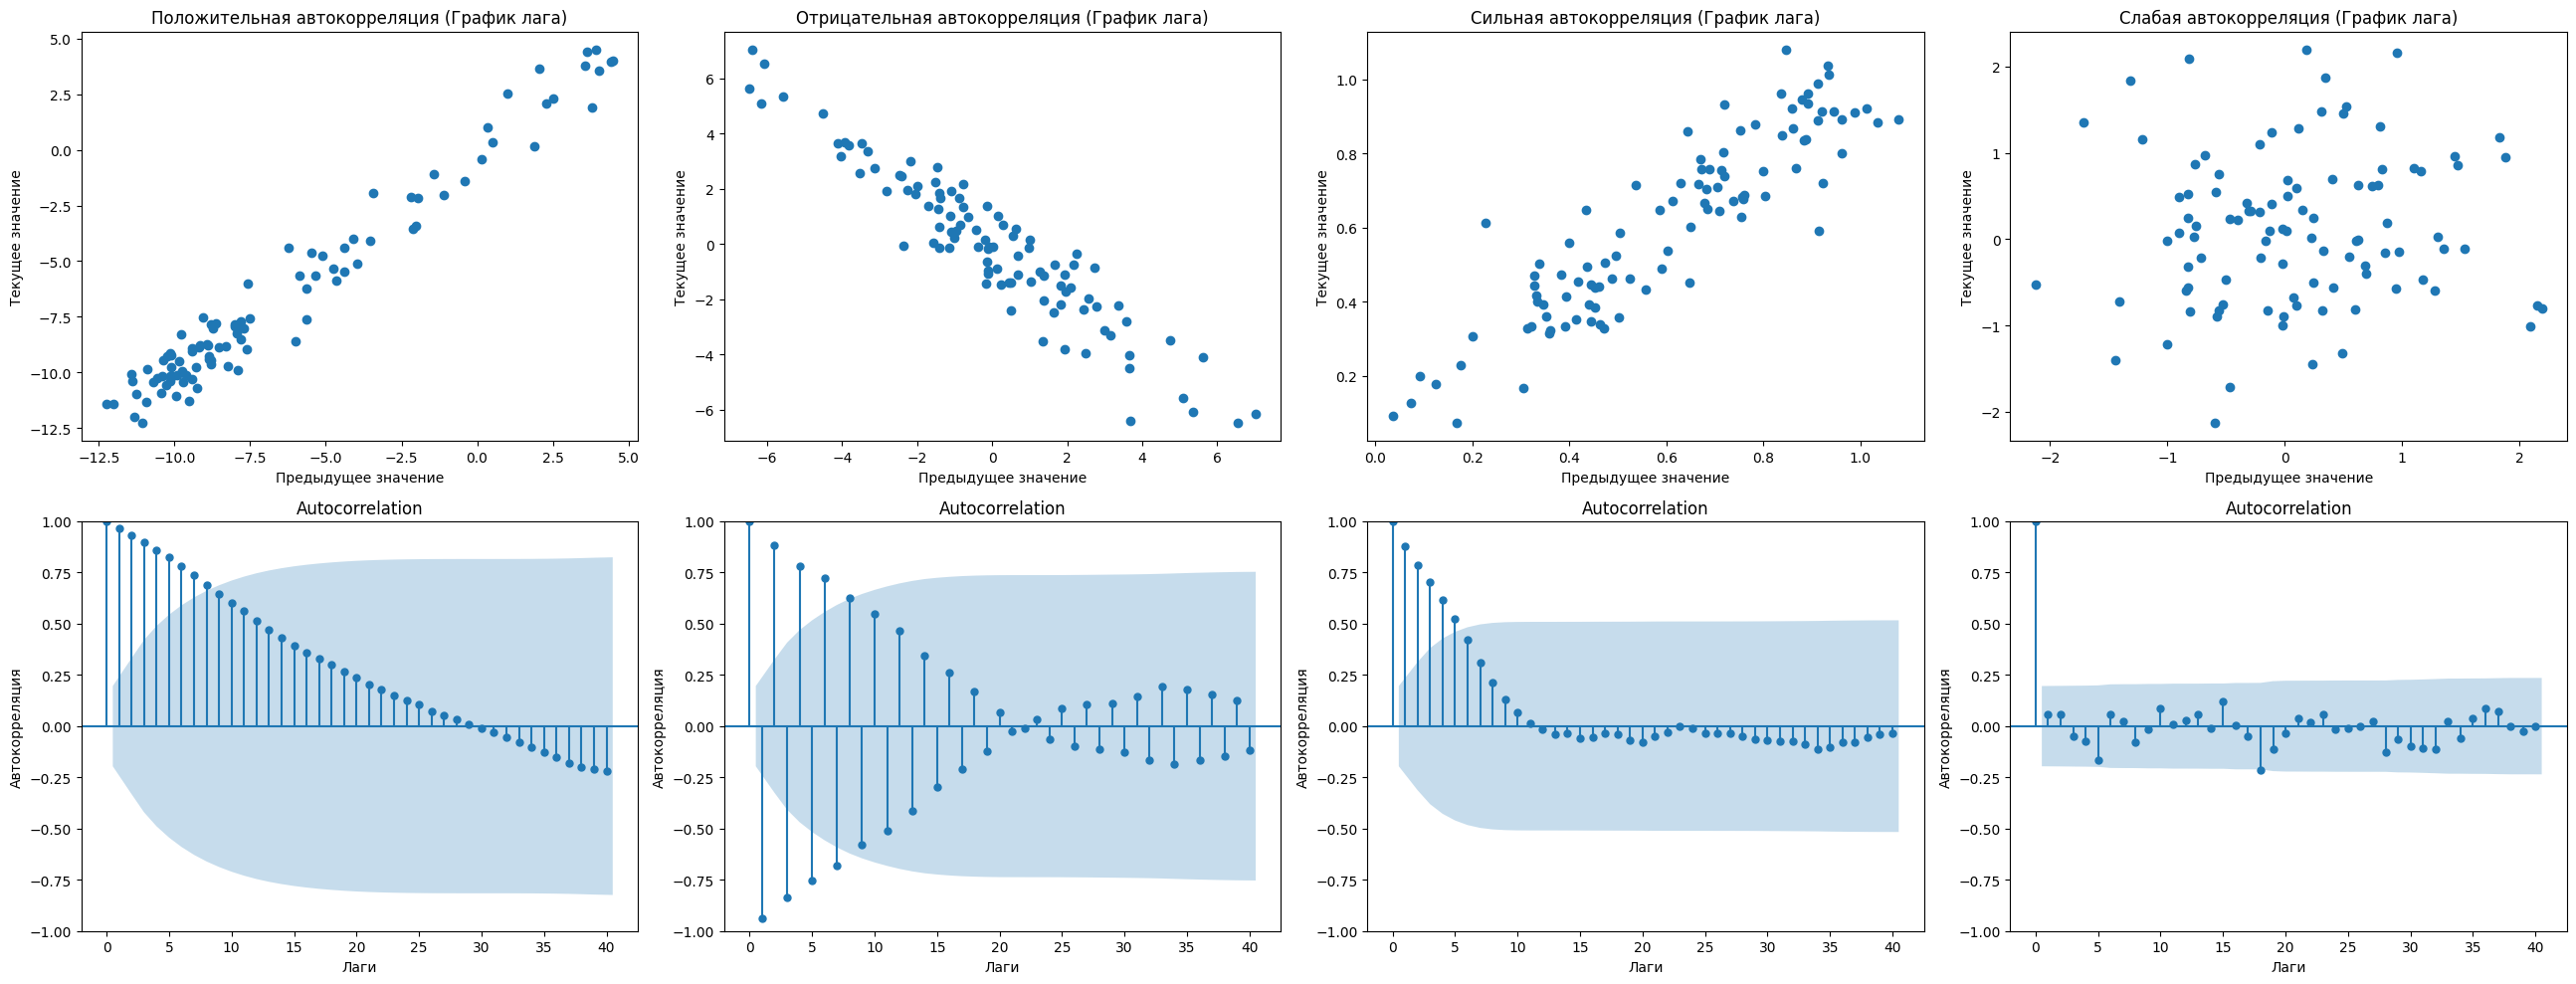 Положительная автокорреляция (График лага)
Текущее значение
5.0
2.5
0.0
−2.5
−5.0
−7.5
−10.0
−12.5
−12.5 −10.0 −7.5 −5.0 −2.5 0.0 2.5 5.0
Предыдущее значение
Отрицательная автокорреляция (График лага)
Текущее значение
6
4
2
0
−2
−4
−6
−6 −4 −2 0 2 4 6
Предыдущее значение
Сильная автокорреляция (График лага)
Текущее значение
1.0
0.8
0.6
0.4
0.2
0.0 0.2 0.4 0.6 0.8 1.0
Предыдущее значение
Слабая автокорреляция (График лага)
Текущее значение
2
1
0
−1
−2
−2 −1 0 1 2
Предыдущее значение
Autocorrelation
Автокорреляция
1.00
0.75
0.50
0.25
0.00
−0.25
−0.50
−0.75
−1.00
0 5 10 15 20 25 30 35 40
Лаги
Autocorrelation
Автокорреляция
1.00
0.75
0.50
0.25
0.00
−0.25
−0.50
−0.75
−1.00
0 5 10 15 20 25 30 35 40
Лаги
Autocorrelation
Автокорреляция
1.00
0.75
0.50
0.25
0.00
−0.25
−0.50
−0.75
−1.00
0 5 10 15 20 25 30 35 40
Лаги
Autocorrelation
Автокорреляция
1.00
0.75
0.50
0.25
0.00
−0.25
−0.50
−0.75
−1.00
0 5 10 15 20 25 30 35 40
Лаги